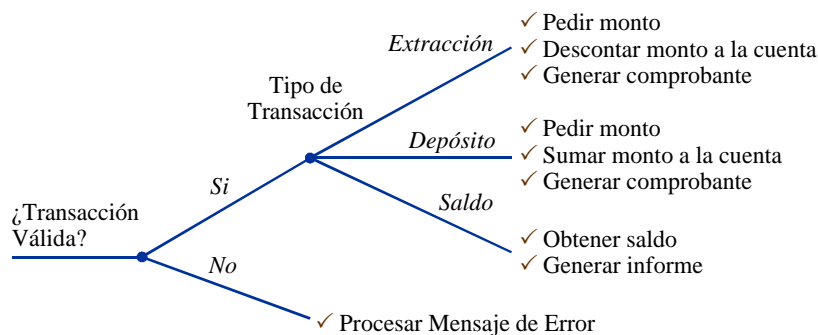 ✓ Pedir monto
Extracción
✓ Descontar monto a la cuenta
✓ Generar comprobante
Tipo de
Transacción
✓ Pedir monto
Depósito
✓ Sumar monto a la cuenta
✓ Generar comprobante
Si
Saldo
¿Transacción
Válida?
✓ Obtener saldo
✓ Generar informe
No
✓ Procesar Mensaje de Error